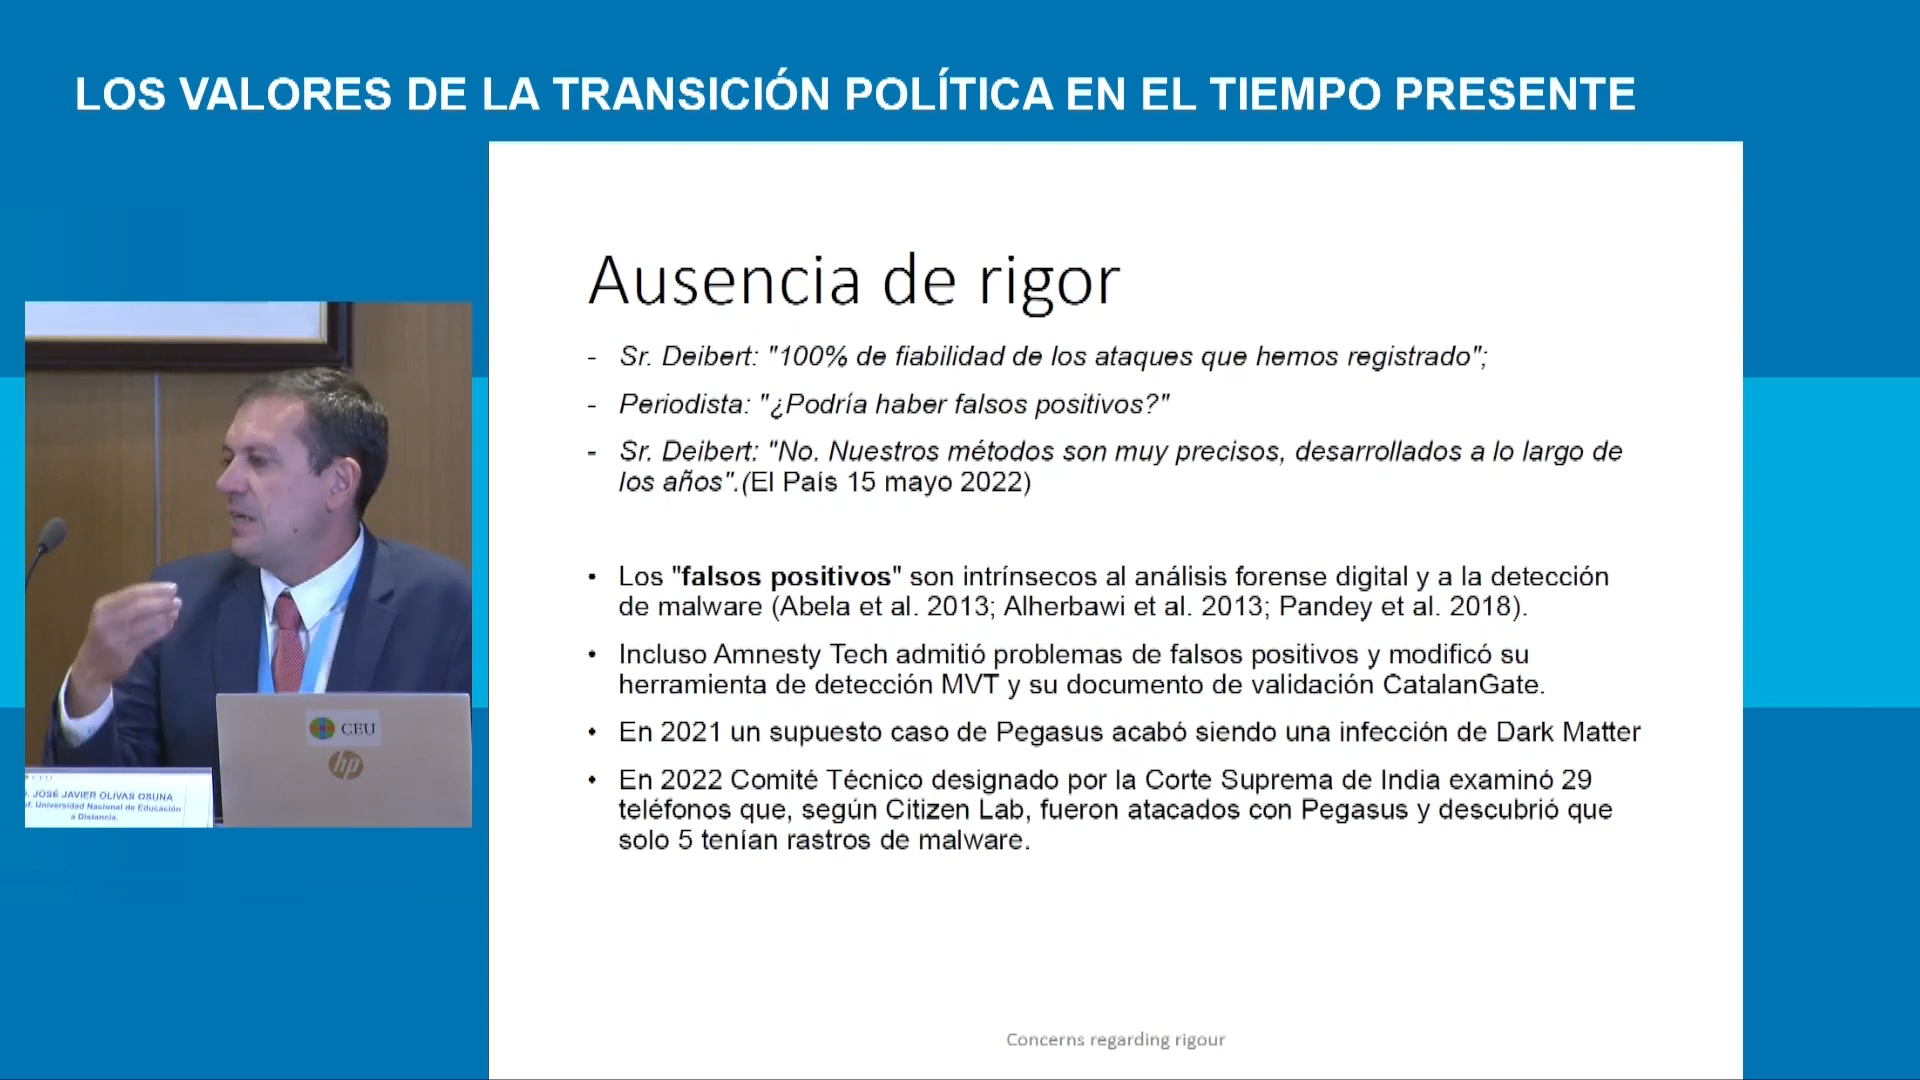 LOS VALORES DE LA TRANSICIÓN POLÍTICA EN EL TIEMPO PRESENTE
Ausencia de rigor
- Sr. Deibert: "100% de fiabilidad de los ataques que hemos registrado";
- Periodista: "¿Podría haber falsos positivos?"
- Sr. Deibert: "No. Nuestros métodos son muy precisos, desarrollados a lo largo de
los años".(El País 15 mayo 2022)
• Los "falsos positivos" son intrínsecos al análisis forense digital y a la detección
de malware (Abela et al. 2013; Alherbawi et al. 2013; Pandey et al. 2018).
• Incluso Amnesty Tech admitió problemas de falsos positivos y modificó su
herramienta de detección MVT y su documento de validación CatalanGate.
• En 2021 un supuesto caso de Pegasus acabó siendo una infección de Dark Matter
• En 2022 Comité Técnico designado por la Corte Suprema de India examinó 29
teléfonos que, según Citizen Lab, fueron atacados con Pegasus y descubrió que
solo 5 tenían rastros de malware.
Concerns regarding rigour
CEU
hp
CEU
. JOSÉ JAVIER OLIVAS OSUNA
f. Universidad Nacional de Educación
a Distancia.